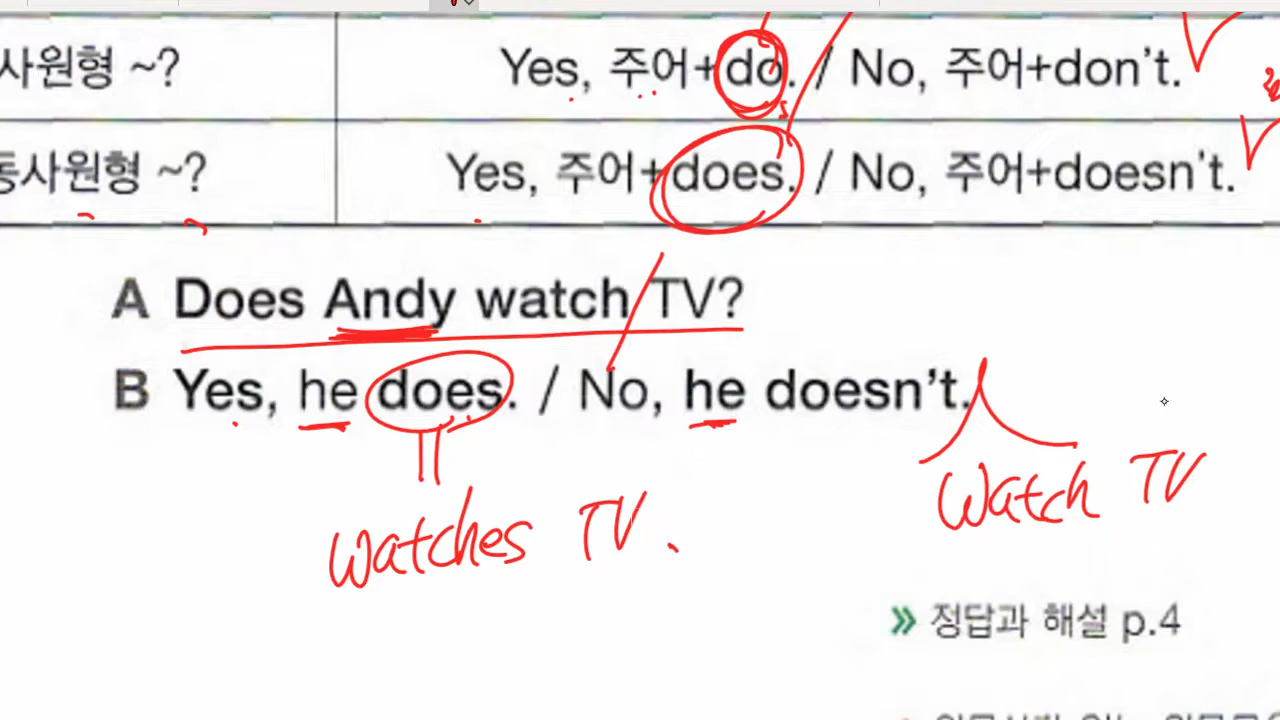 사원형 ~? Yes, 주어+do. / No, 주어+don't.
동사원형 ~? Yes, 주어+does. / No, 주어+doesn't.
A Does Andy watch TV?
B Yes, he does. / No, he doesn't.
watches TV.
Watch TV
» 정답과 해설 p.4